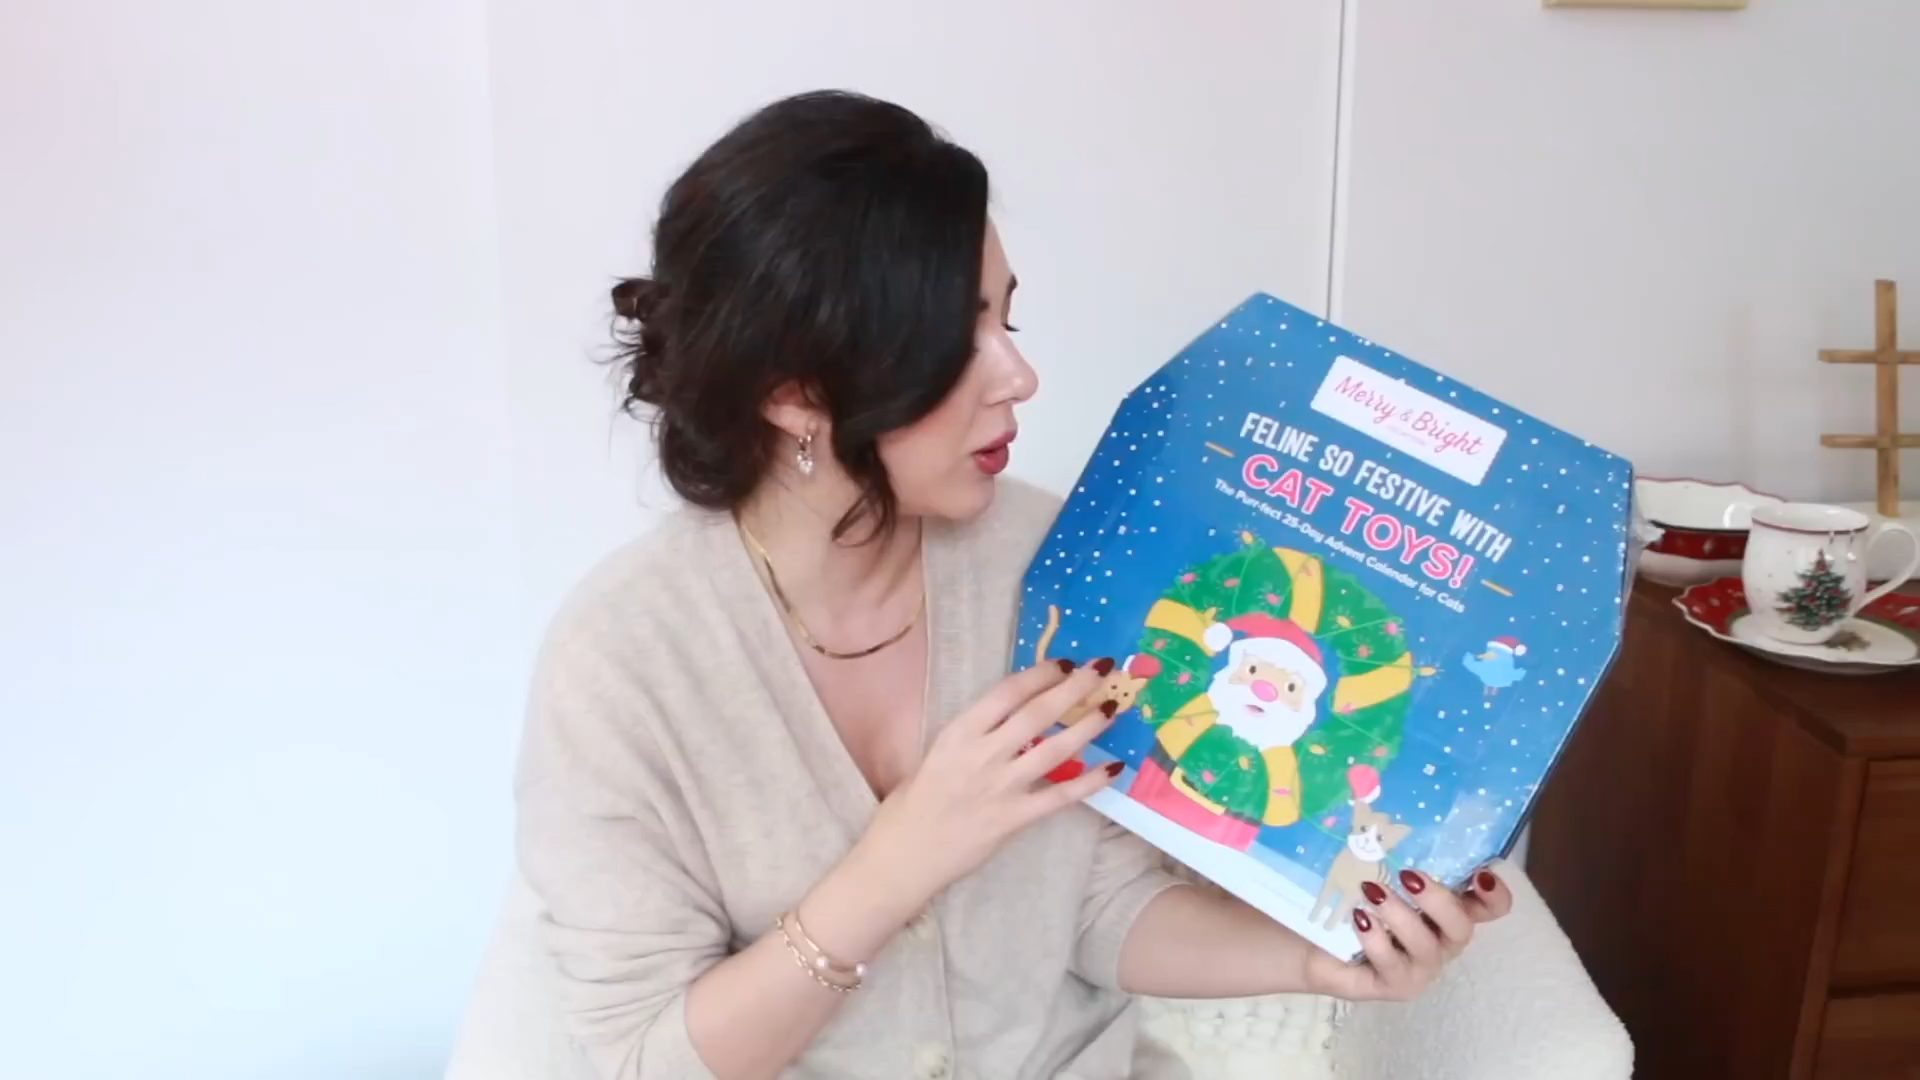 Merry & Bright
FELINE SO FESTIVE WITH
CAT TOYS!
The Purr-fect 25-Day Advent Calendar for Cats